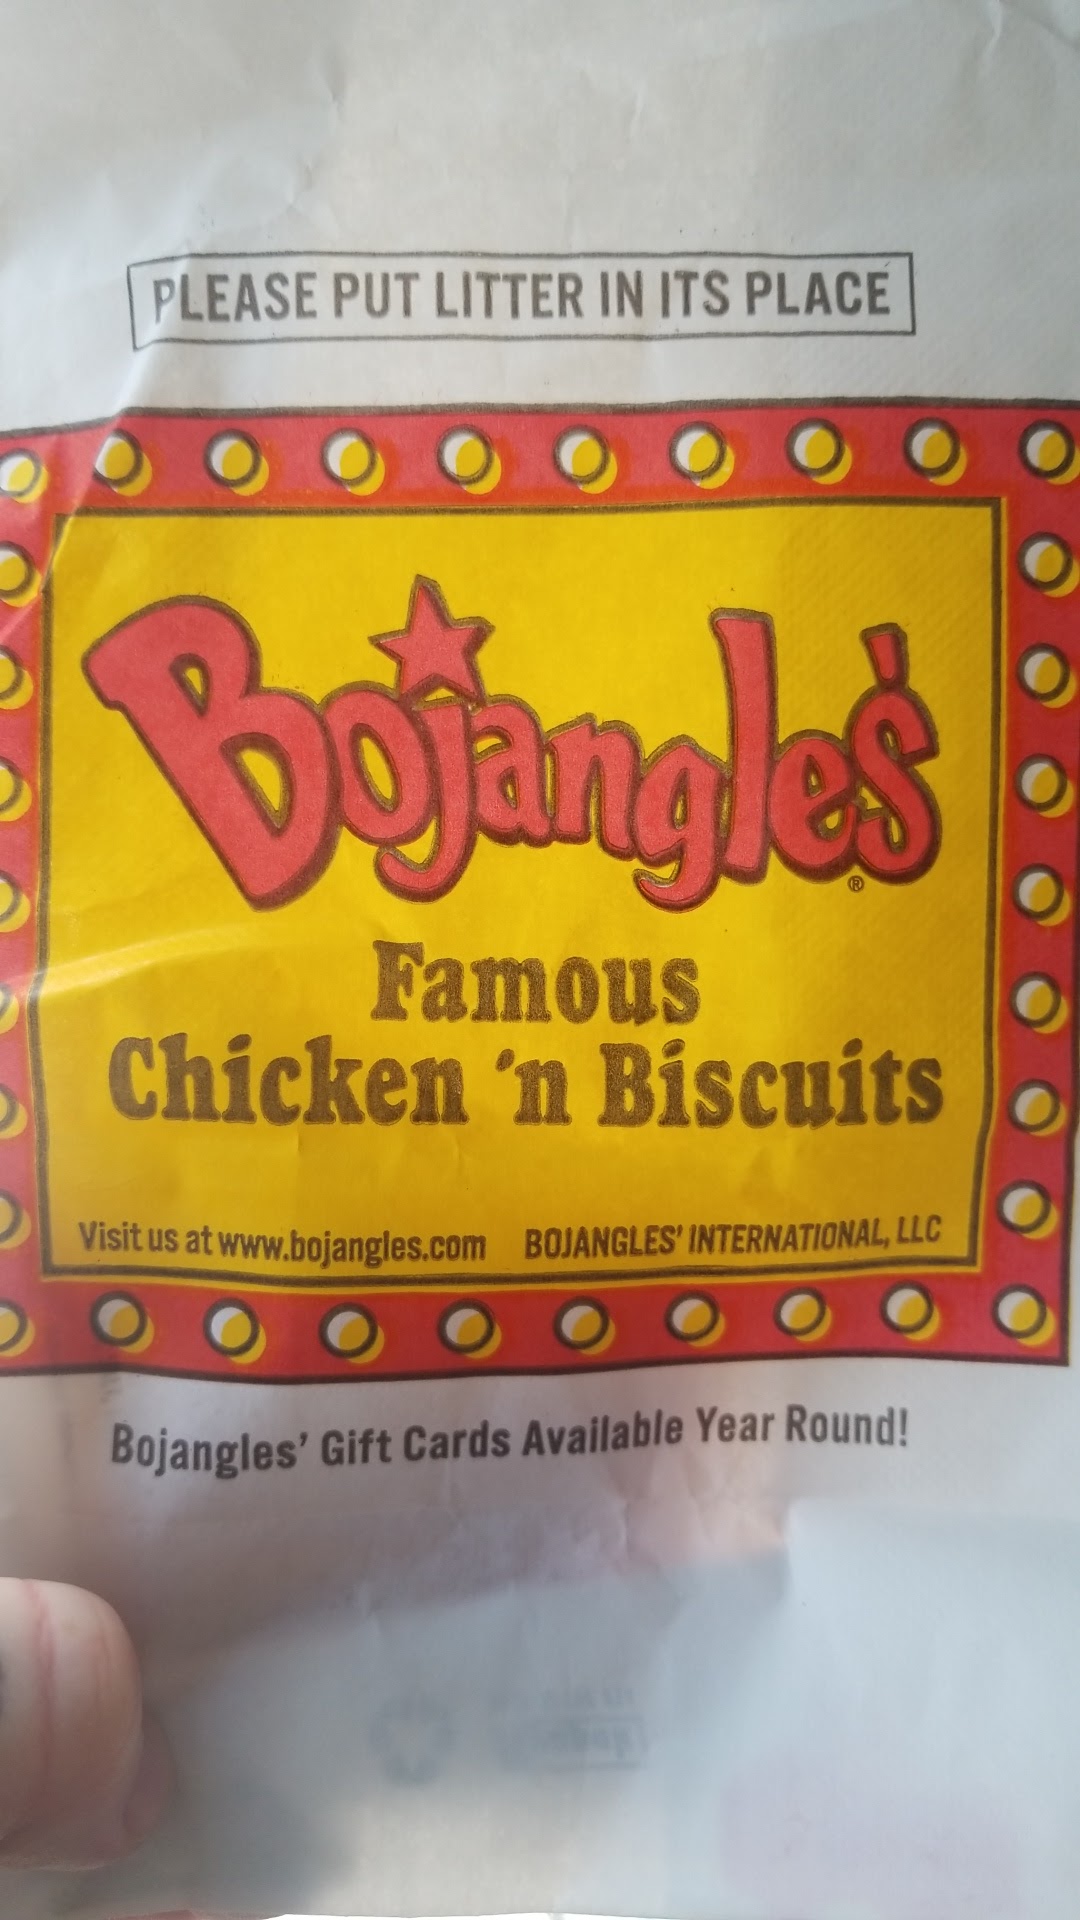 PLEASE PUT LITTER IN ITS PLACE
Bojangles'
®
Famous
Chicken 'n Biscuits
Visit us at www.bojangles.com BOJANGLES' INTERNATIONAL, LLC
Bojangles' Gift Cards Available Year Round!